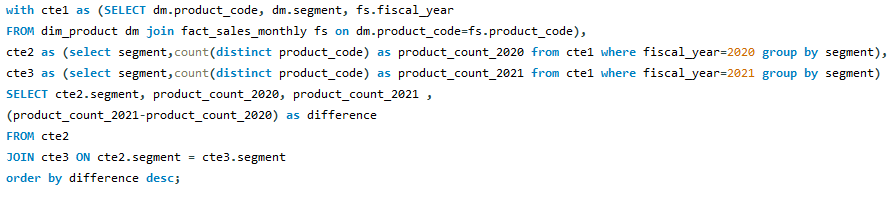 with cte1 as (SELECT dm.product_code, dm.segment, fs.fiscal_year
FROM dim_product dm join fact_sales_monthly fs on dm.product_code=fs.product_code),
cte2 as (select segment,count(distinct product_code) as product_count_2020 from cte1 where fiscal_year=2020 group by segment),
cte3 as (select segment,count(distinct product_code) as product_count_2021 from cte1 where fiscal_year=2021 group by segment)
SELECT cte2.segment, product_count_2020, product_count_2021 ,
(product_count_2021-product_count_2020) as difference
FROM cte2
JOIN cte3 ON cte2.segment = cte3.segment
order by difference desc;